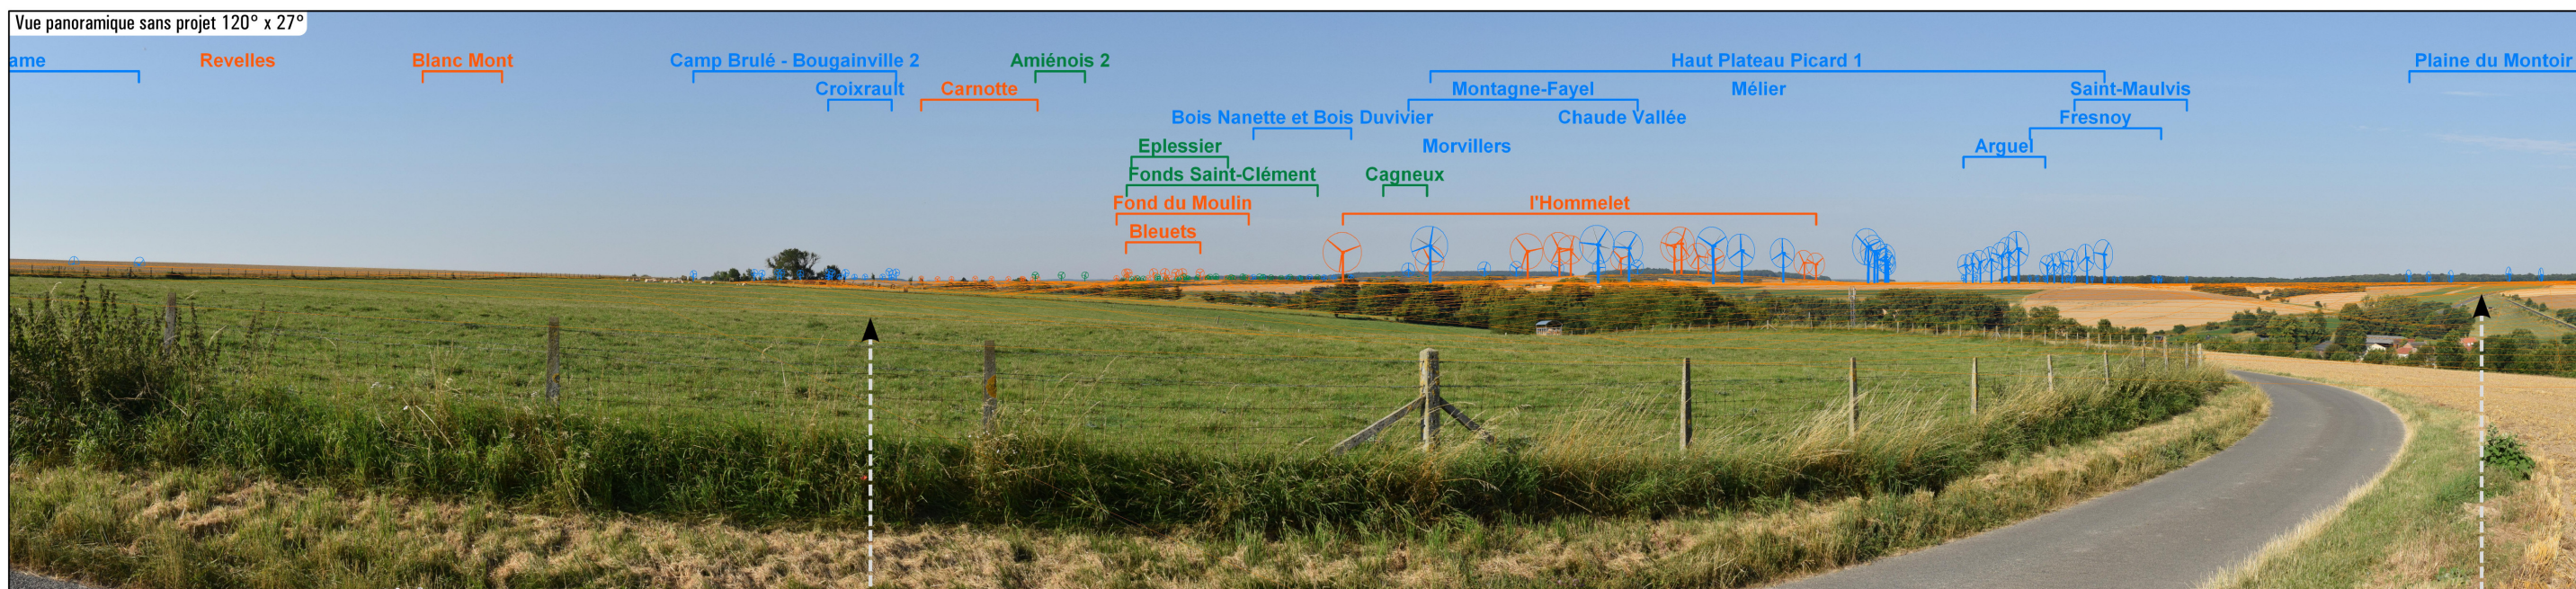 Vue panoramique sans projet 120° x 27°
ame
Revelles
Blanc Mont
Camp Brulé - Bougainville 2
Amiénois 2
Haut Plateau Picard 1
Plaine du Montoir
Croixrault
Carnotte
Montagne-Fayel
Mélier
Saint-Maulvis
Bois Nanette et Bois Duvivier
Chaude Vallée
Fresnoy
Eplessier
Morvillers
Arguel
Fonds Saint-Clément
Cagneux
Fond du Moulin
l'Hommelet
Bleuets